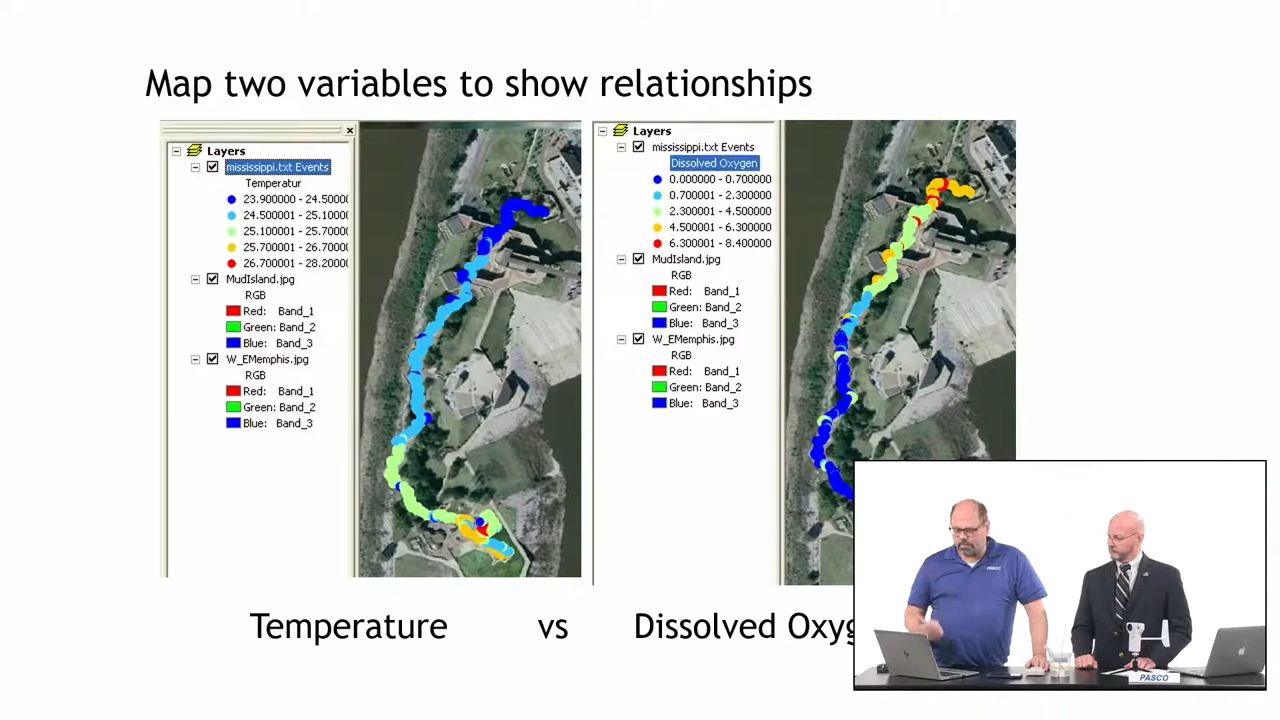 Map two variables to show relationships
Layers
mississippi.txt Events
Temperatur
23.900000 - 24.50000
24.500001 - 25.10000
25.100001 - 25.70000
25.700001 - 26.70000
26.700001 - 28.20000
MudIsland.jpg
RGB
Red: Band_1
Green: Band_2
Blue: Band_3
W_EMemphis.jpg
RGB
Red: Band_1
Green: Band_2
Blue: Band_3
Layers
mississippi.txt Events
Dissolved Oxygen
0.000000 - 0.700000
0.700001 - 2.300000
2.300001 - 4.500000
4.500001 - 6.300000
6.300001 - 8.400000
MudIsland.jpg
RGB
Red: Band_1
Green: Band_2
Blue: Band_3
W_EMemphis.jpg
RGB
Red: Band_1
Green: Band_2
Blue: Band_3
Temperature vs Dissolved Oxyg
PASCO
PASCO